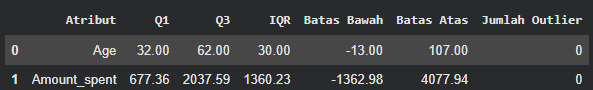 Atribut Q1 Q3 IQR Batas Bawah Batas Atas Jumlah Outlier
0 Age 32.00 62.00 30.00 -13.00 107.00 0
1 Amount_spent 677.36 2037.59 1360.23 -1362.98 4077.94 0